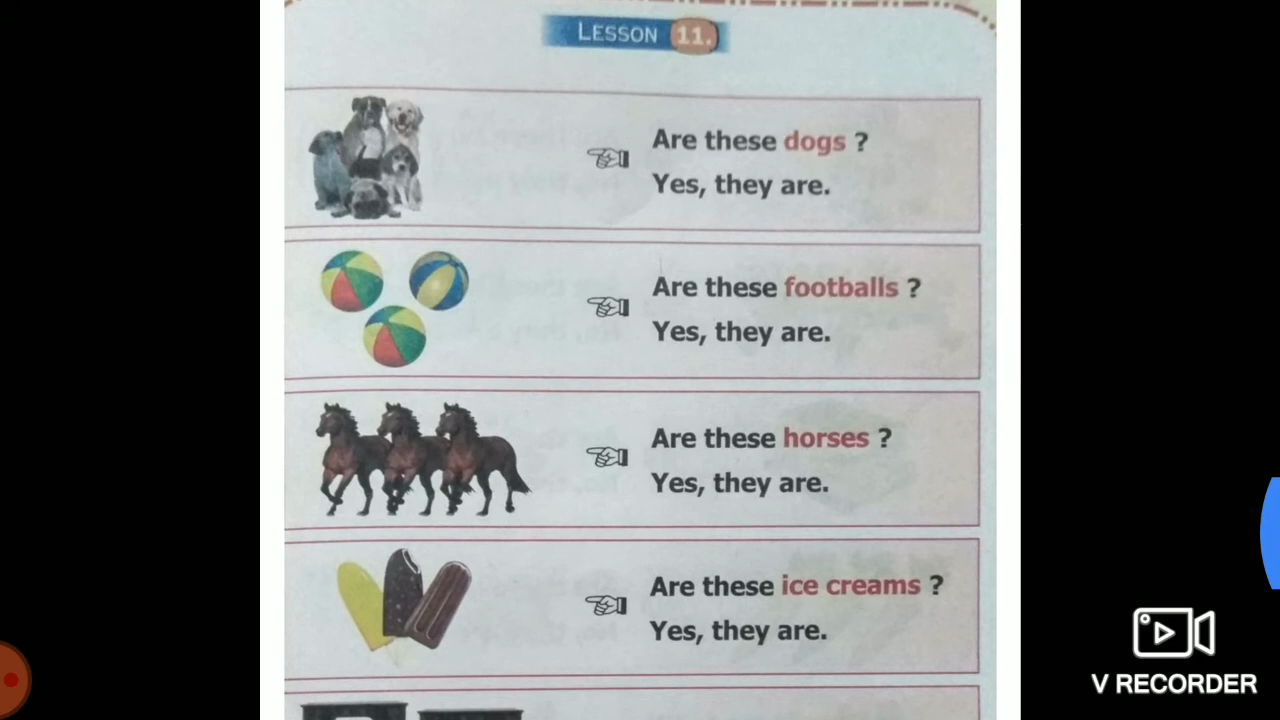 LESSON 11.
Are these dogs ?
Yes, they are.
Are these footballs ?
Yes, they are.
Are these horses ?
Yes, they are.
Are these ice creams ?
Yes, they are.
V RECORDER